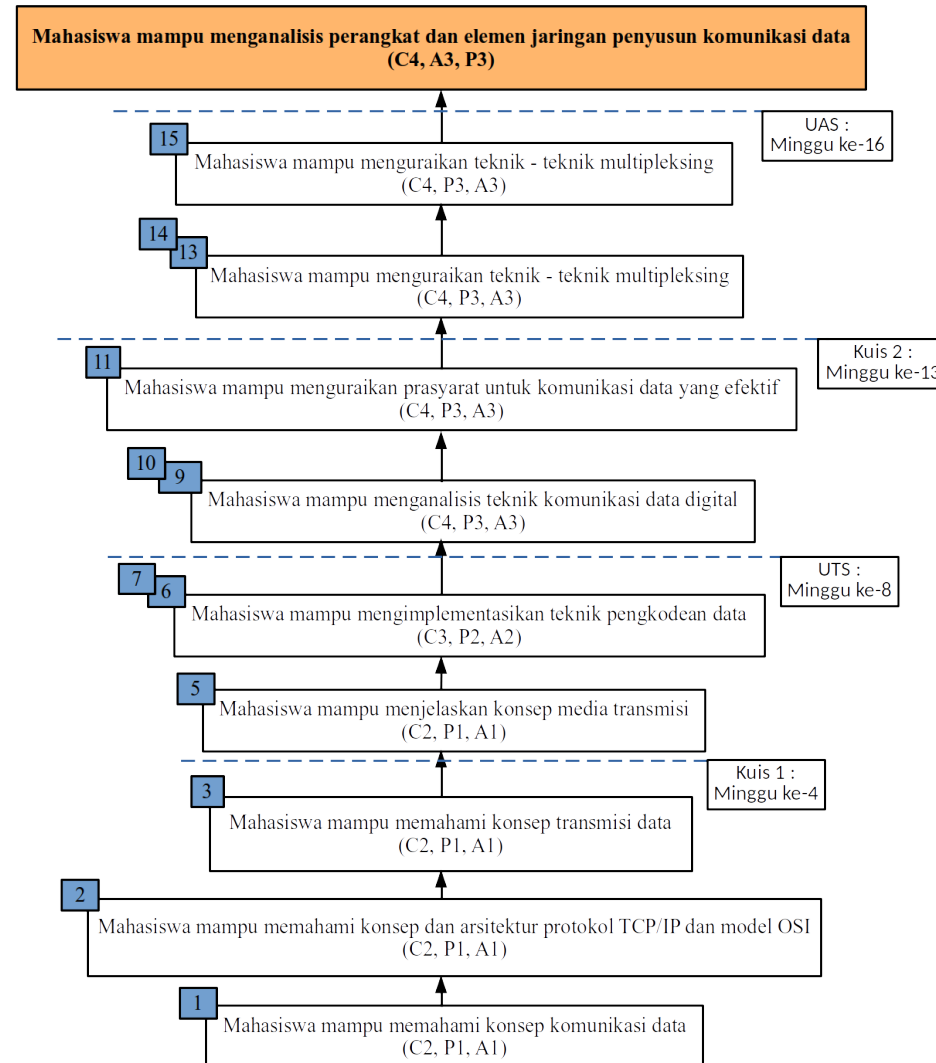 Mahasiswa mampu menganalisis perangkat dan elemen jaringan penyusun komunikasi data
(C4, A3, P3)
UAS :
Minggu ke-16
15
Mahasiswa mampu menguraikan teknik - teknik multipleksing
(C4, P3, A3)
14
13
Mahasiswa mampu menguraikan teknik - teknik multipleksing
(C4, P3, A3)
Kuis 2 :
Minggu ke-13
11
Mahasiswa mampu menguraikan prasyarat untuk komunikasi data yang efektif
(C4, P3, A3)
10
9
Mahasiswa mampu menganalisis teknik komunikasi data digital
(C4, P3, A3)
UTS :
Minggu ke-8
7
6
Mahasiswa mampu mengimplementasikan teknik pengkodean data
(C3, P2, A2)
5
Mahasiswa mampu menjelaskan konsep media transmisi
(C2, P1, A1)
Kuis 1 :
Minggu ke-4
3
Mahasiswa mampu memahami konsep transmisi data
(C2, P1, A1)
2
Mahasiswa mampu memahami konsep dan arsitektur protokol TCP/IP dan model OSI
(C2, P1, A1)
1
Mahasiswa mampu memahami konsep komunikasi data
(C2, P1, A1)